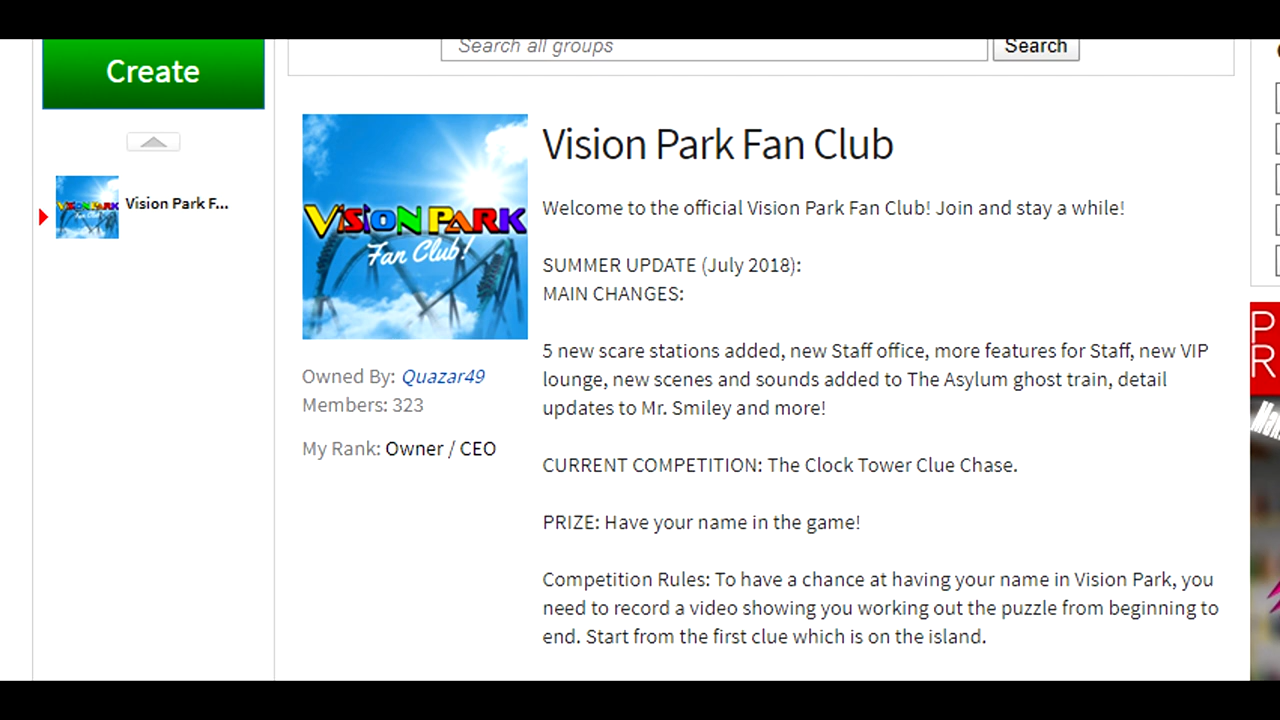 Create
Search all groups
Search
Vision Park F...
VISION PARK
Fan Club!
VISION PARK
Fan Club!
Owned By: Quazar49
Members: 323
My Rank: Owner / CEO
Vision Park Fan Club
Welcome to the official Vision Park Fan Club! Join and stay a while!
SUMMER UPDATE (July 2018):
MAIN CHANGES:
5 new scare stations added, new Staff office, more features for Staff, new VIP
lounge, new scenes and sounds added to The Asylum ghost train, detail
updates to Mr. Smiley and more!
CURRENT COMPETITION: The Clock Tower Clue Chase.
PRIZE: Have your name in the game!
Competition Rules: To have a chance at having your name in Vision Park, you
need to record a video showing you working out the puzzle from beginning to
end. Start from the first clue which is on the island.
P
R